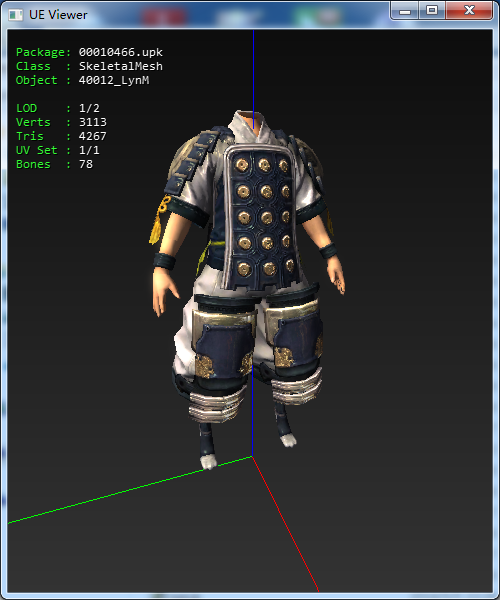 UE Viewer
Package: 00010466.upk
Class : SkeletalMesh
Object : 40012_LynM
LOD : 1/2
Verts : 3113
Tris : 4267
UV Set : 1/1
Bones : 78